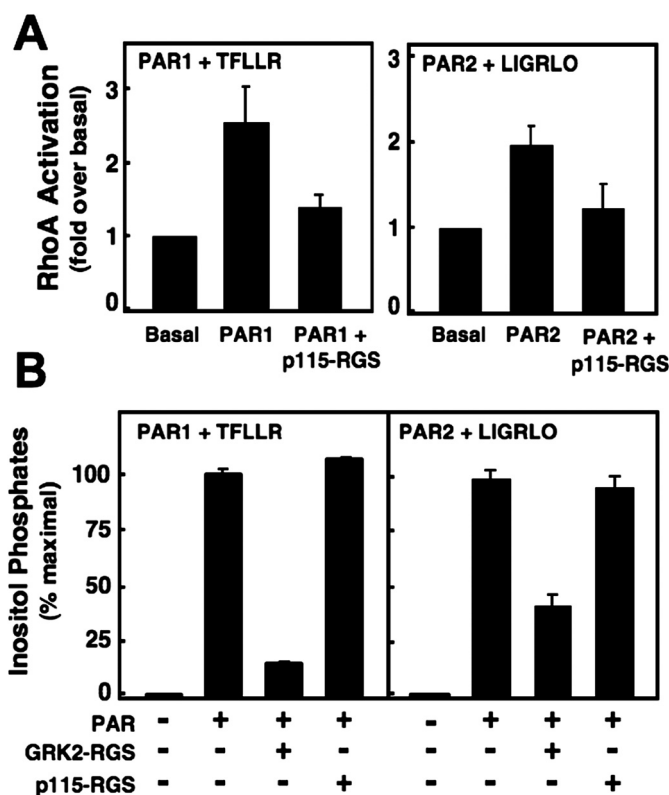 A
PAR1 + TFLLR
PAR2 + LIGRLO
RhoA Activation
(fold over basal)
3
2
1
0
3
2
1
0
Basal PAR1 PAR1 +
p115-RGS
Basal PAR2 PAR2 +
p115-RGS
B
PAR1 + TFLLR
PAR2 + LIGRLO
Inositol Phosphates
(% maximal)
100
75
50
25
0
PAR - + + + - + + +
GRK2-RGS - - + - - - + -
p115-RGS - - - + - - - +